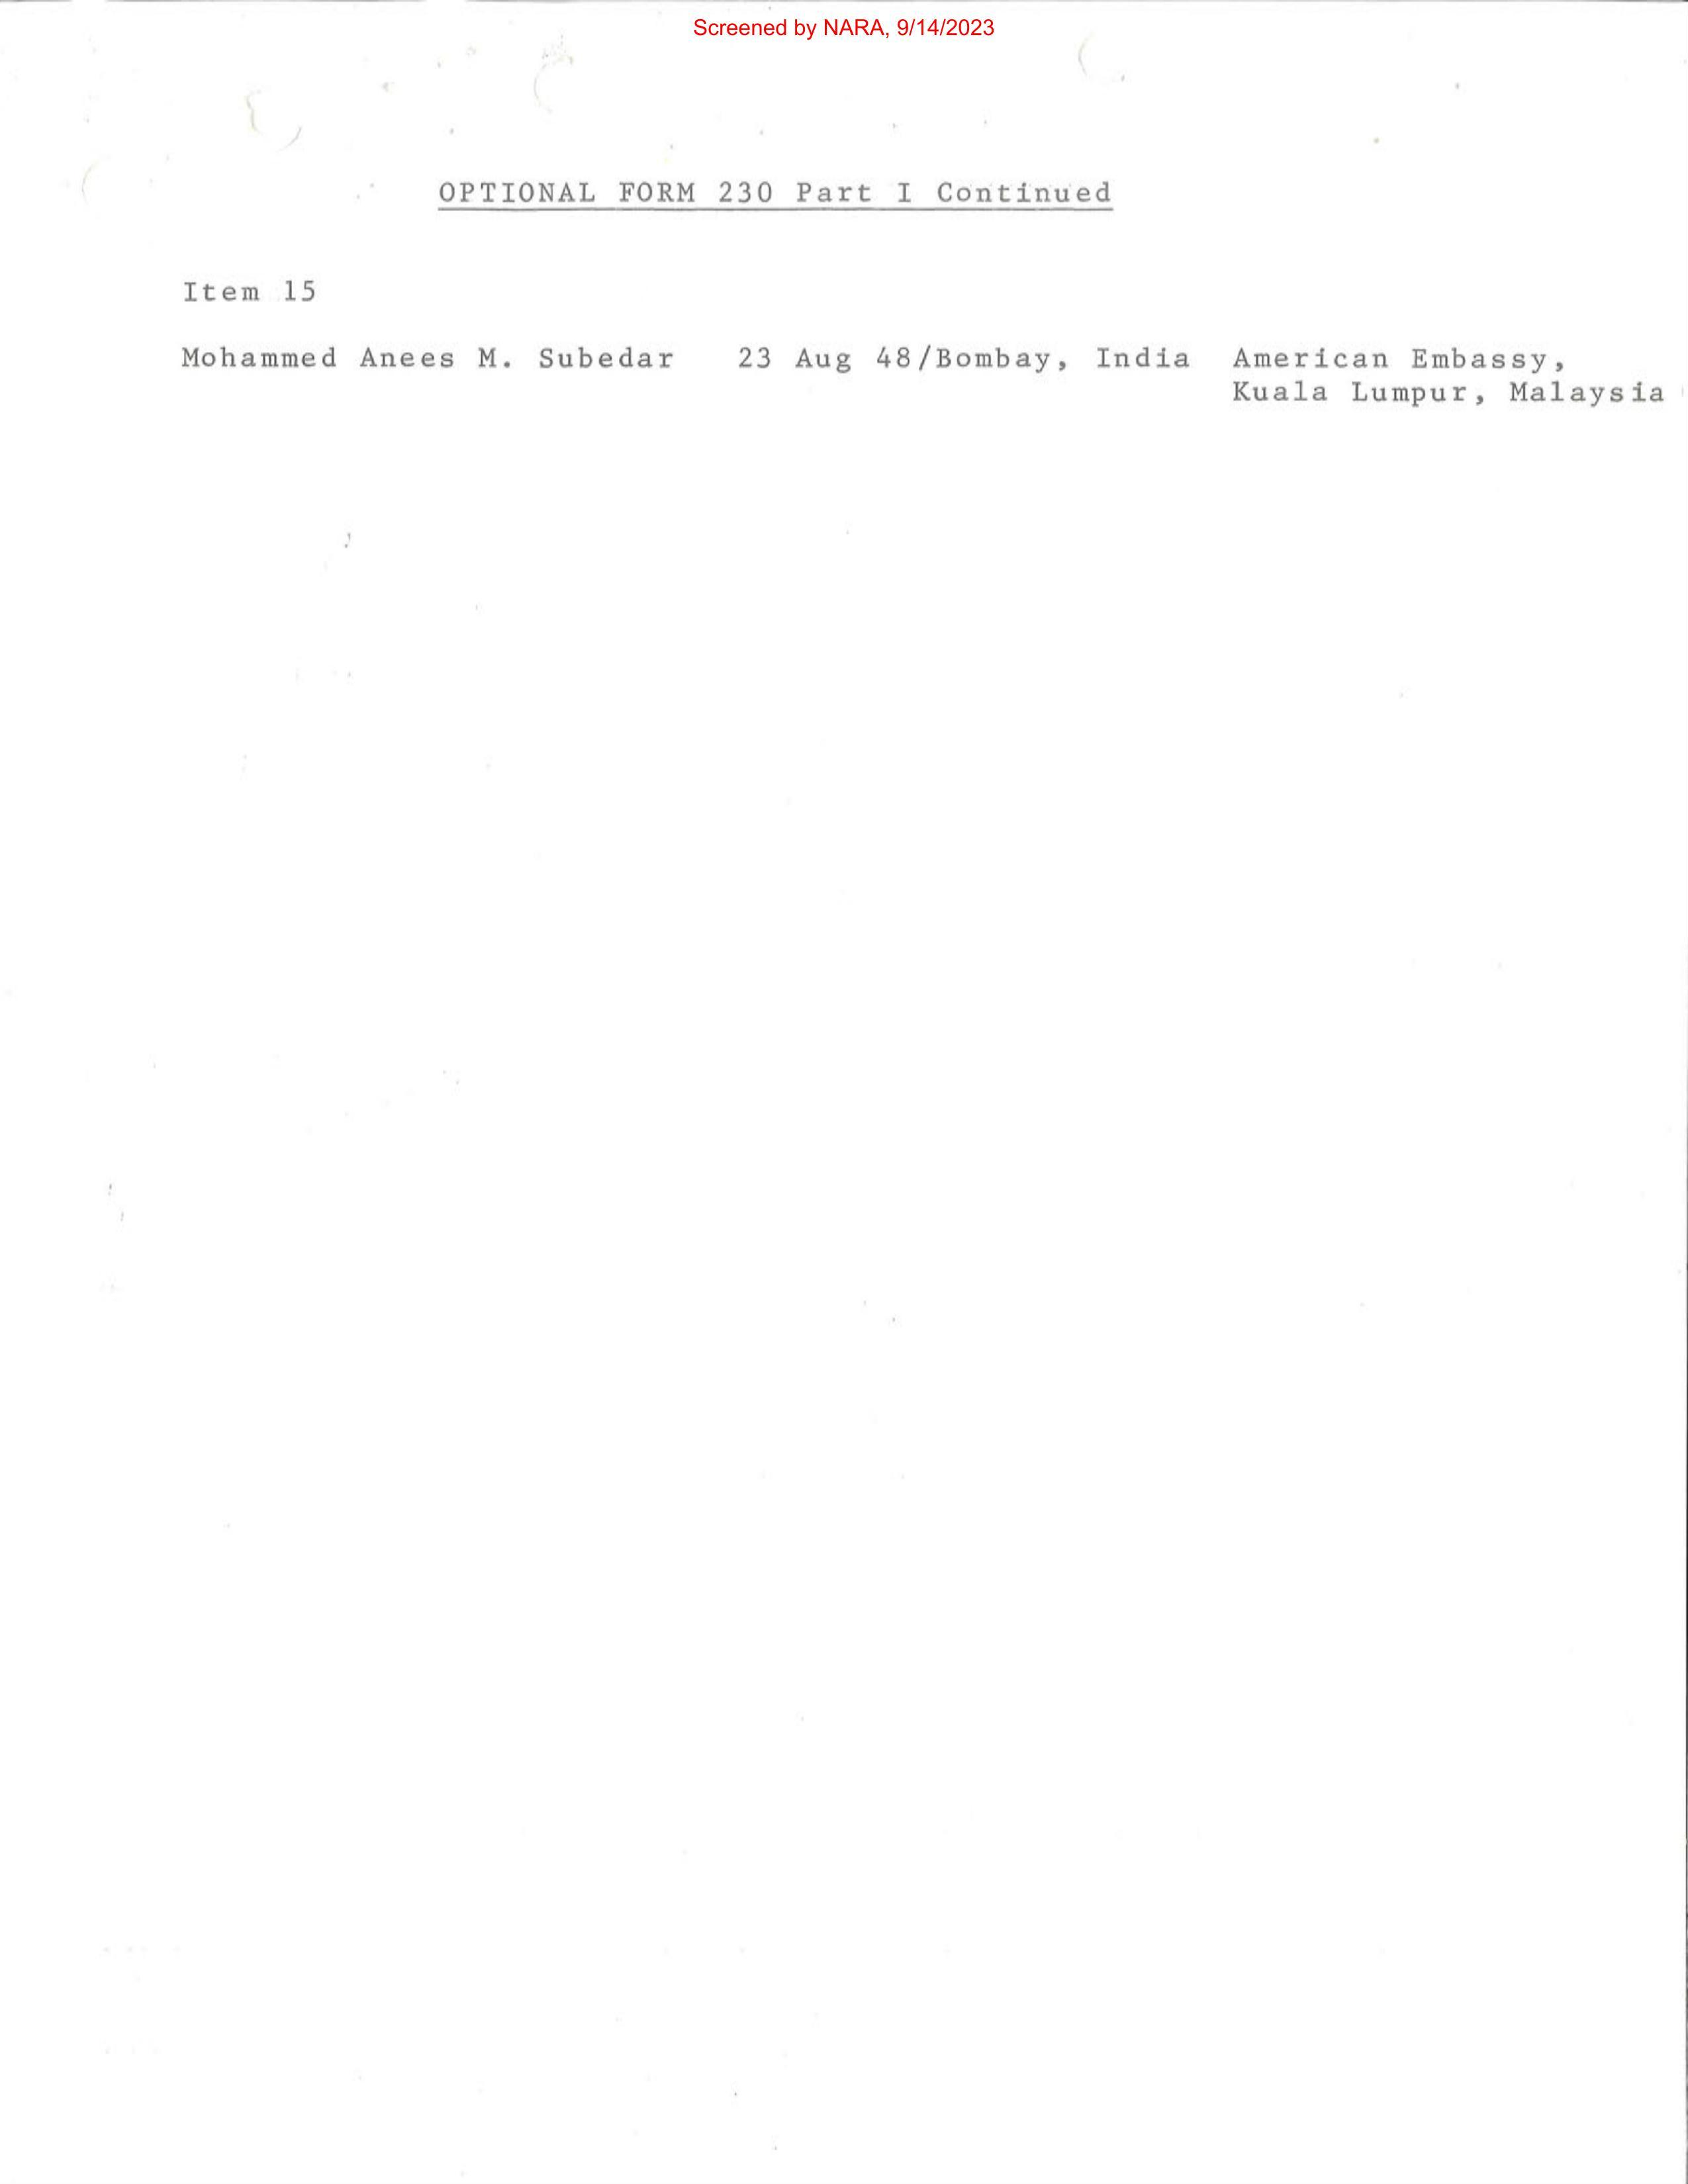 Screened by NARA, 9/14/2023
OPTIONAL FORM 230 Part I Continued
Item 15
Mohammed Anees M. Subedar 23 Aug 48/Bombay, India American Embassy,
Kuala Lumpur, Malaysia